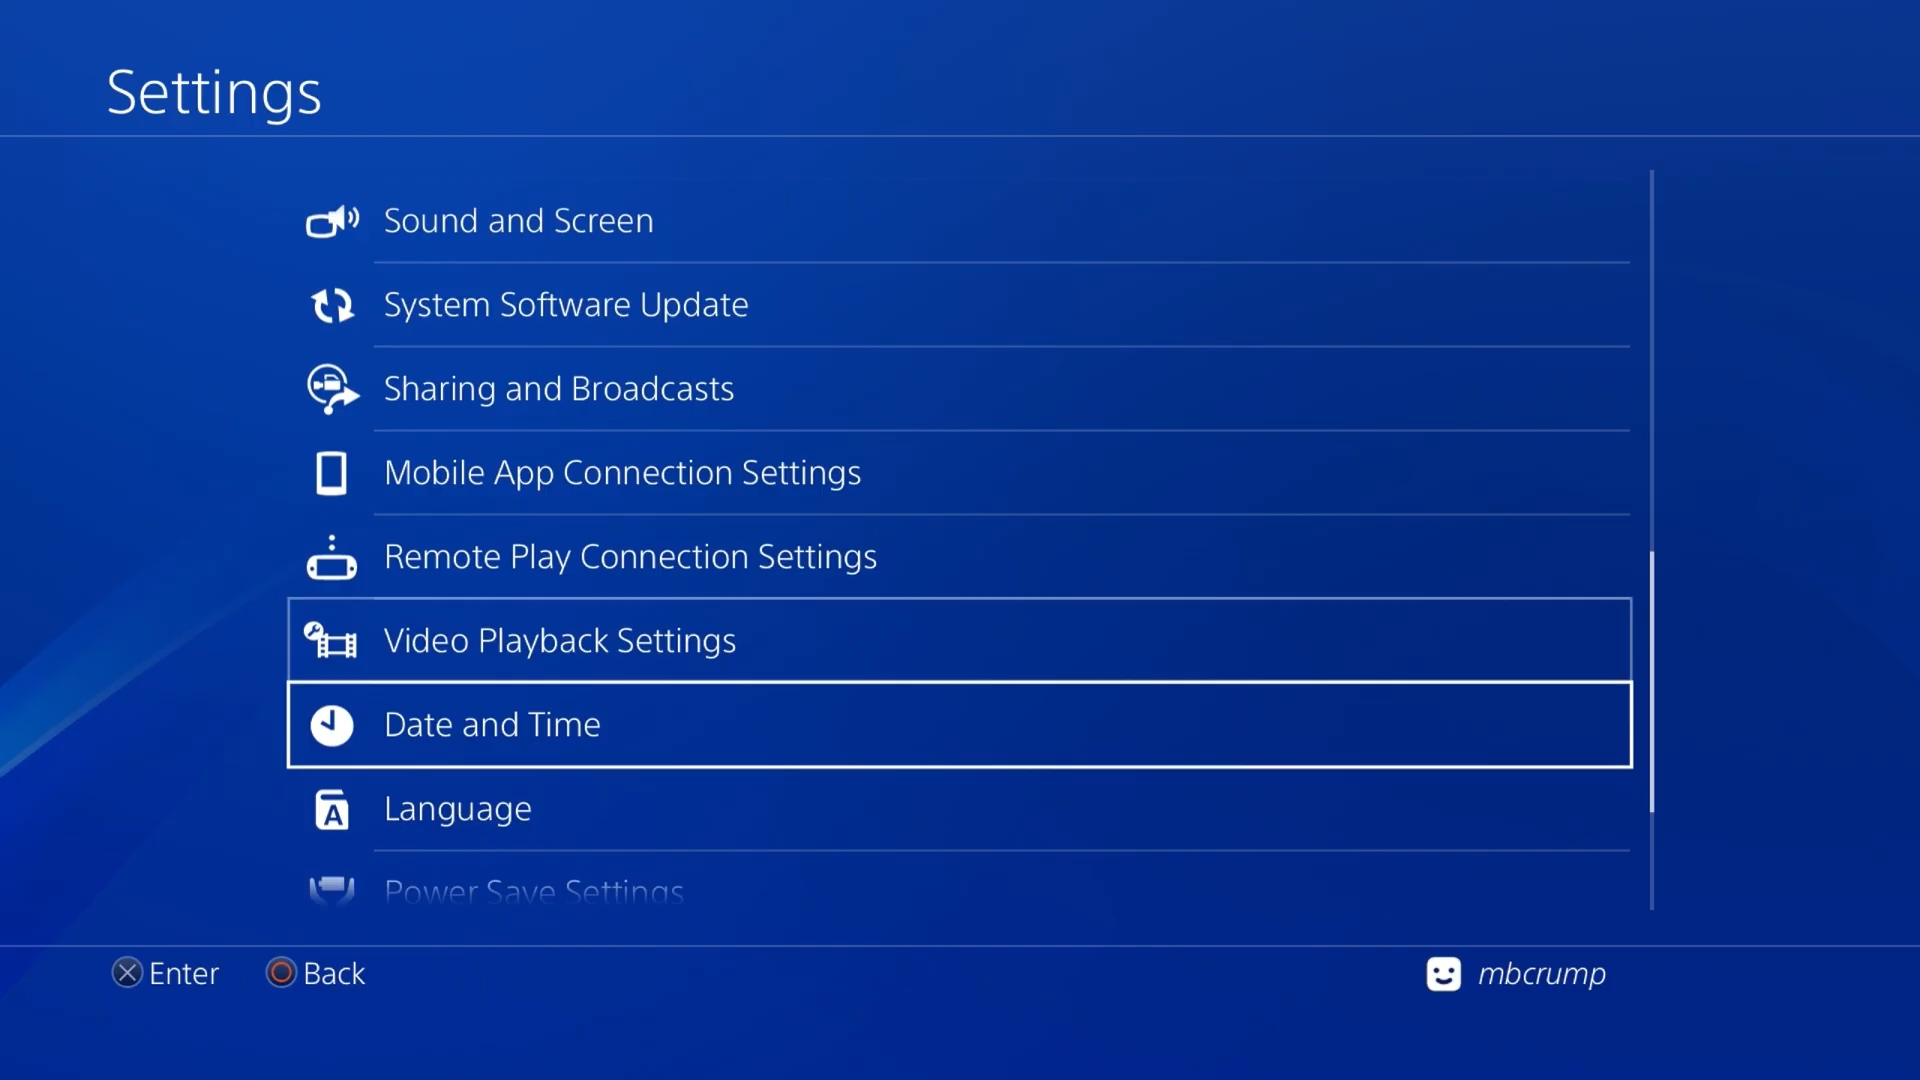 Settings
Sound and Screen
System Software Update
Sharing and Broadcasts
Mobile App Connection Settings
Remote Play Connection Settings
Video Playback Settings
Date and Time
Language
Power Save Settings
Enter Back mbcrump